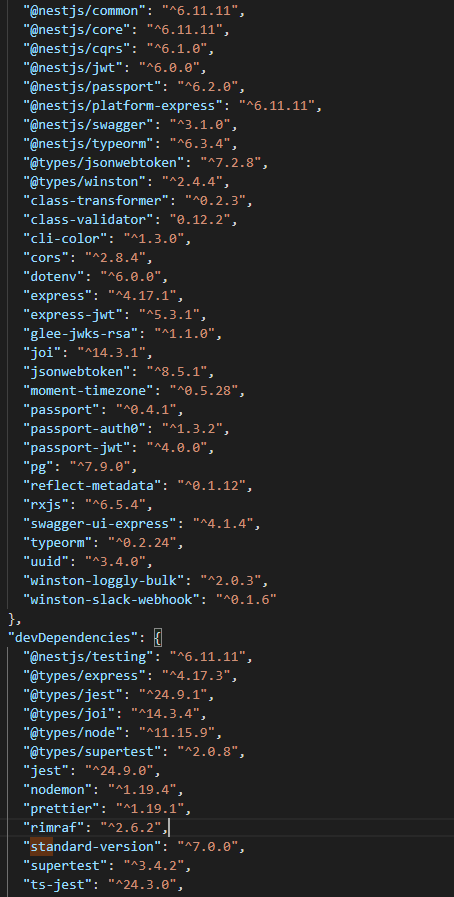 "@nestjs/common": "^6.11.11",
"@nestjs/core": "^6.11.11",
"@nestjs/cqrs": "^6.1.0",
"@nestjs/jwt": "^6.0.0",
"@nestjs/passport": "^6.2.0",
"@nestjs/platform-express": "^6.11.11",
"@nestjs/swagger": "^3.1.0",
"@nestjs/typeorm": "^6.3.4",
"@types/jsonwebtoken": "^7.2.8",
"@types/winston": "^2.4.4",
"class-transformer": "^0.2.3",
"class-validator": "0.12.2",
"cli-color": "^1.3.0",
"cors": "^2.8.4",
"dotenv": "^6.0.0",
"express": "^4.17.1",
"express-jwt": "^5.3.1",
"glee-jwks-rsa": "^1.1.0",
"joi": "^14.3.1",
"jsonwebtoken": "^8.5.1",
"moment-timezone": "^0.5.28",
"passport": "^0.4.1",
"passport-auth0": "^1.3.2",
"passport-jwt": "^4.0.0",
"pg": "^7.9.0",
"reflect-metadata": "^0.1.12",
"rxjs": "^6.5.4",
"swagger-ui-express": "^4.1.4",
"typeorm": "^0.2.24",
"uuid": "^3.4.0",
"winston-loggly-bulk": "^2.0.3",
"winston-slack-webhook": "^0.1.6"
},
"devDependencies": {
"@nestjs/testing": "^6.11.11",
"@types/express": "^4.17.3",
"@types/jest": "^24.9.1",
"@types/joi": "^14.3.4",
"@types/node": "^11.15.9",
"@types/supertest": "^2.0.8",
"jest": "^24.9.0",
"nodemon": "^1.19.4",
"prettier": "^1.19.1",
"rimraf": "^2.6.2",
"standard-version": "^7.0.0",
"supertest": "^3.4.2",
"ts-jest": "^24.3.0",